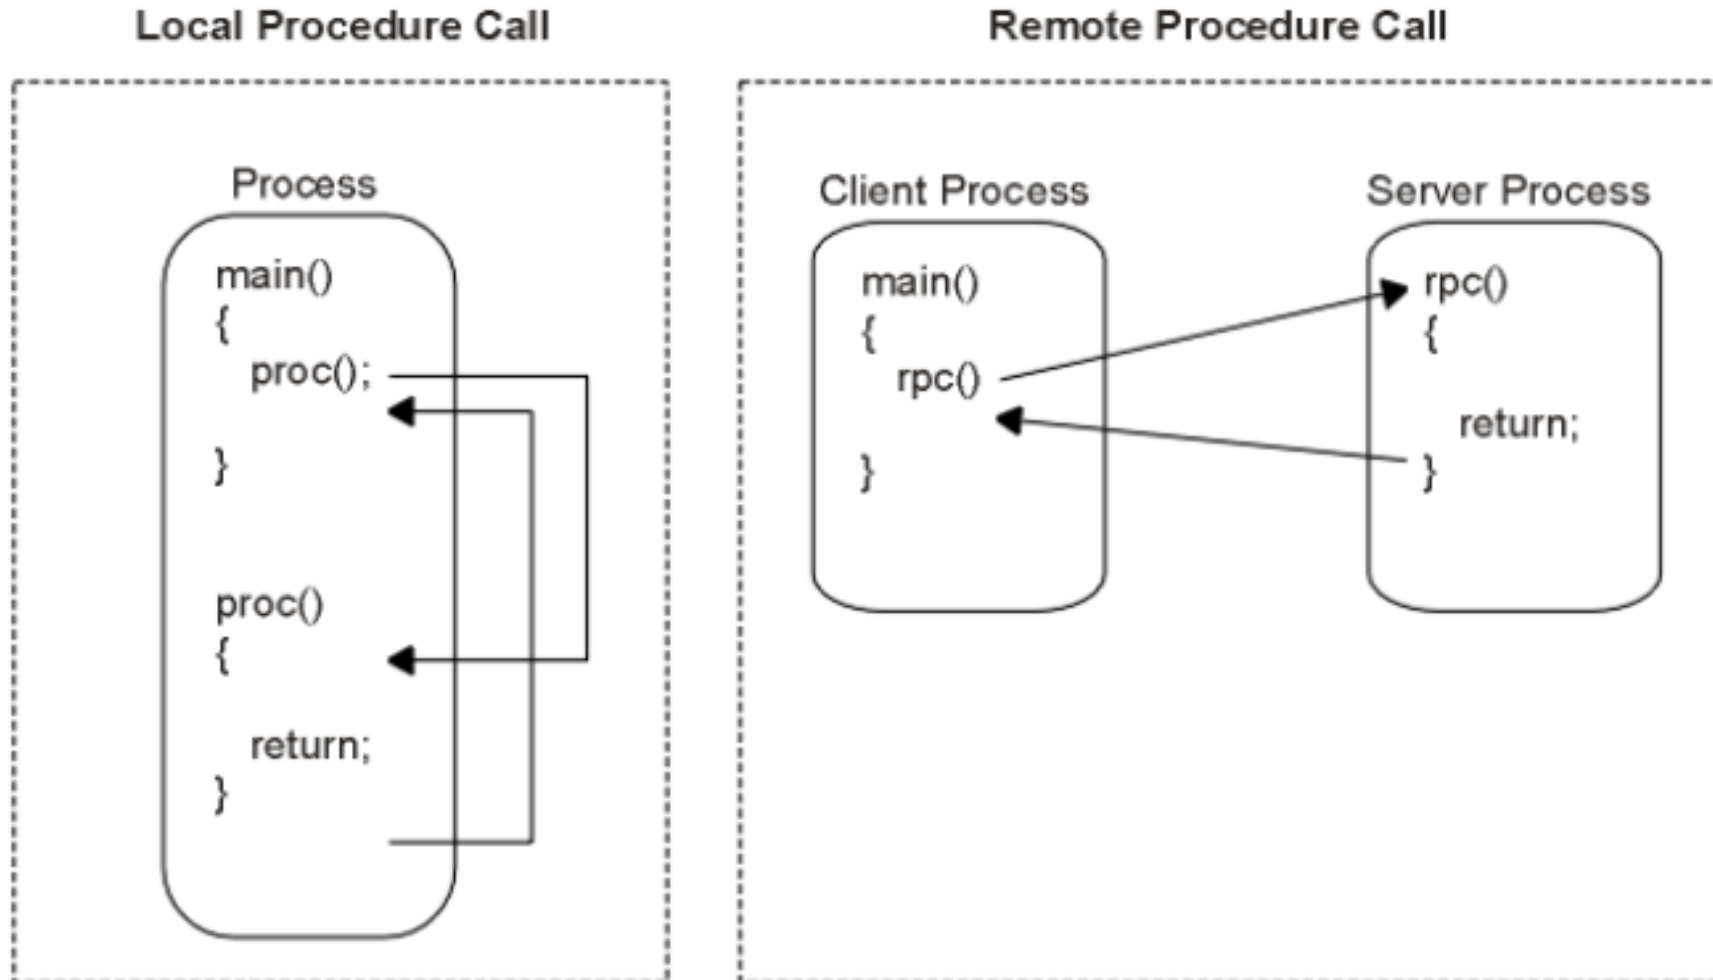 Local Procedure Call
Process
main()
{
proc();
}
proc()
{
return;
}
Remote Procedure Call
Client Process
main()
{
rpc()
}
Server Process
rpc()
{
return;
}